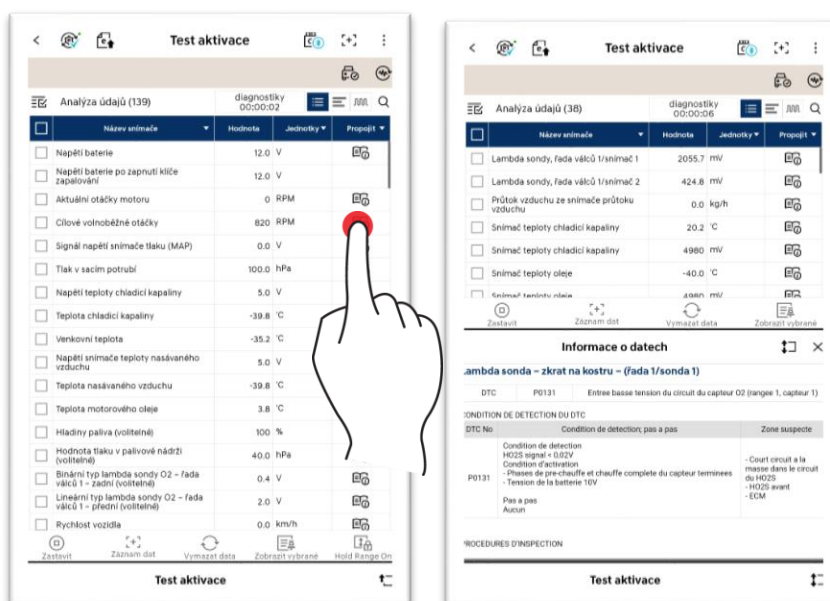 Test aktivace
Analýza údajů (139)
diagnostiky
00:00:02
Název snímače Hodnota Jednotky Propojit
Napětí baterie 12.0 V
Napětí baterie po zapnutí klíče
zapalování 12.0 V
Aktuální otáčky motoru 0 RPM
Cílové volnoběžné otáčky 820 RPM
Signál napětí snímače tlaku (MAP) 0.0 V
Tlak v sacím potrubí 100.0 hPa
Napětí teploty chladicí kapaliny 5.0 V
Teplota chladicí kapaliny -39.8 °C
Venkovní teplota -35.2 °C
Napětí snímače teploty nasávaného
vzduchu 5.0 V
Teplota nasávaného vzduchu -39.8 °C
Teplota motorového oleje 3.8 °C
Hladiny paliva (volitelné) 100 %
Hodnota tlaku v palivové nádrži
(volitelné) 40.0 hPa
Binární typ lambda sondy O2 – řada
válců 1 – zadní (volitelné) 0.4 V
Lineární typ lambda sondy O2 – řada
válců 1 – přední (volitelné) 2.0 V
Rychlost vozidla 0.0 km/h
Zastavit Záznam dat Vymazat data Zobrazit vybrané Hold Range On
Test aktivace
Test aktivace
Analýza údajů (38)
diagnostiky
00:00:06
Název snímače Hodnota Jednotky Propojit
Lambda sondy, řada válců 1/snímač 1 2055.7 mV
Lambda sondy, řada válců 1/snímač 2 424.8 mV
Průtok vzduchu ze snímače průtoku
vzduchu 0.0 kg/h
Snímač teploty chladicí kapaliny 20.2 °C
Snímač teploty chladicí kapaliny 4980 mV
Snímač teploty oleje -40.0 °C
Snímač teploty oleje 4980 mV
Zastavit Záznam dat Vymazat data Zobrazit vybrané
Informace o datech
ambda sonda – zkrat na kostru – (řada 1/sonda 1)
DTC P0131 Entree basse tension du circuit du capteur O2 (rangee 1, capteur 1)
CONDITION DE DETECTION DU DTC
DTC No Condition de detection; pas a pas Zone suspecte
P0131
Condition de detection
HO2S signal < 0.02V
Condition d'activation
- Phases de pre-chauffe et chauffe complete du capteur terminees
- Tension de la batterie 10V
Pas a pas
Aucun
- Court circuit a la
masse dans le circuit
du HO2S
- HO2S avant
- ECM
PROCEDURES D'INSPECTION
Test aktivace